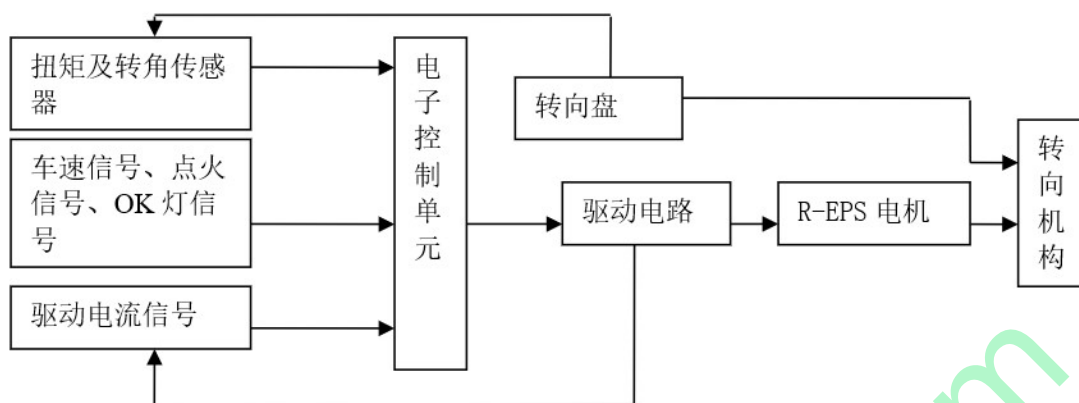 扭矩及转角传感
器
车速信号、点火
信号、OK 灯信
号
驱动电流信号
电
子
控
制
单
元
转向盘
驱动电路
R-EPS 电机
转
向
机
构
m